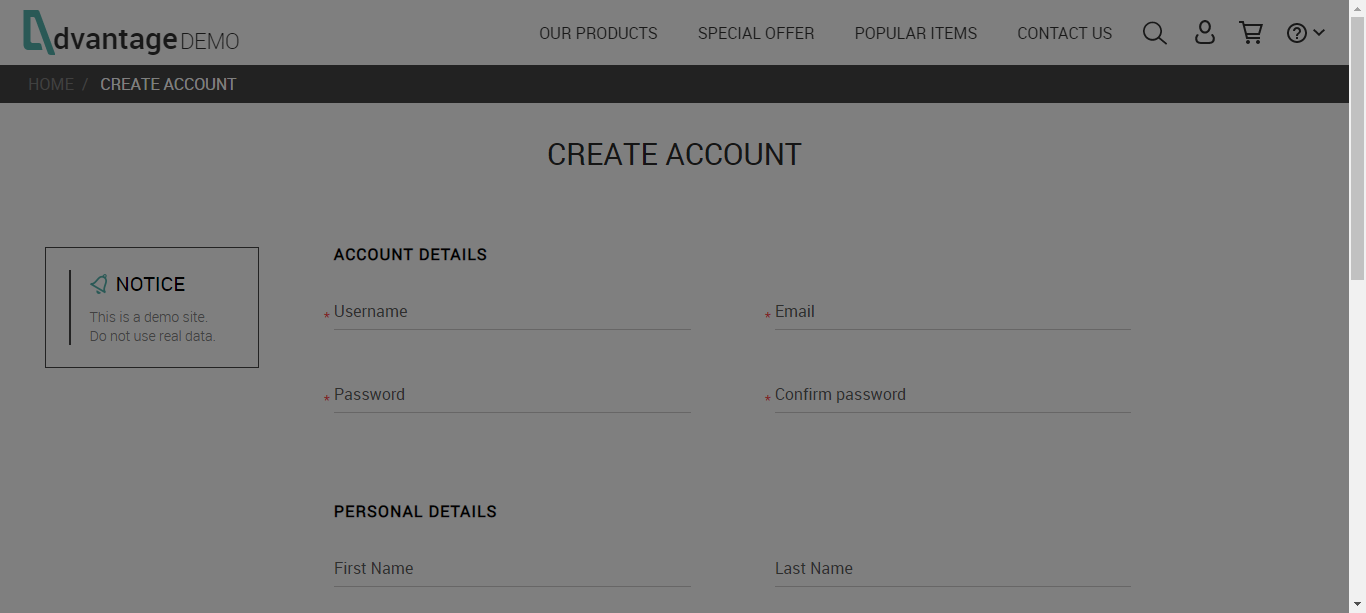 dvantage DEMO
OUR PRODUCTS SPECIAL OFFER POPULAR ITEMS CONTACT US ?
HOME / CREATE ACCOUNT
CREATE ACCOUNT
NOTICE
This is a demo site.
Do not use real data.
ACCOUNT DETAILS
* Username * Email
* Password * Confirm password
PERSONAL DETAILS
First Name Last Name